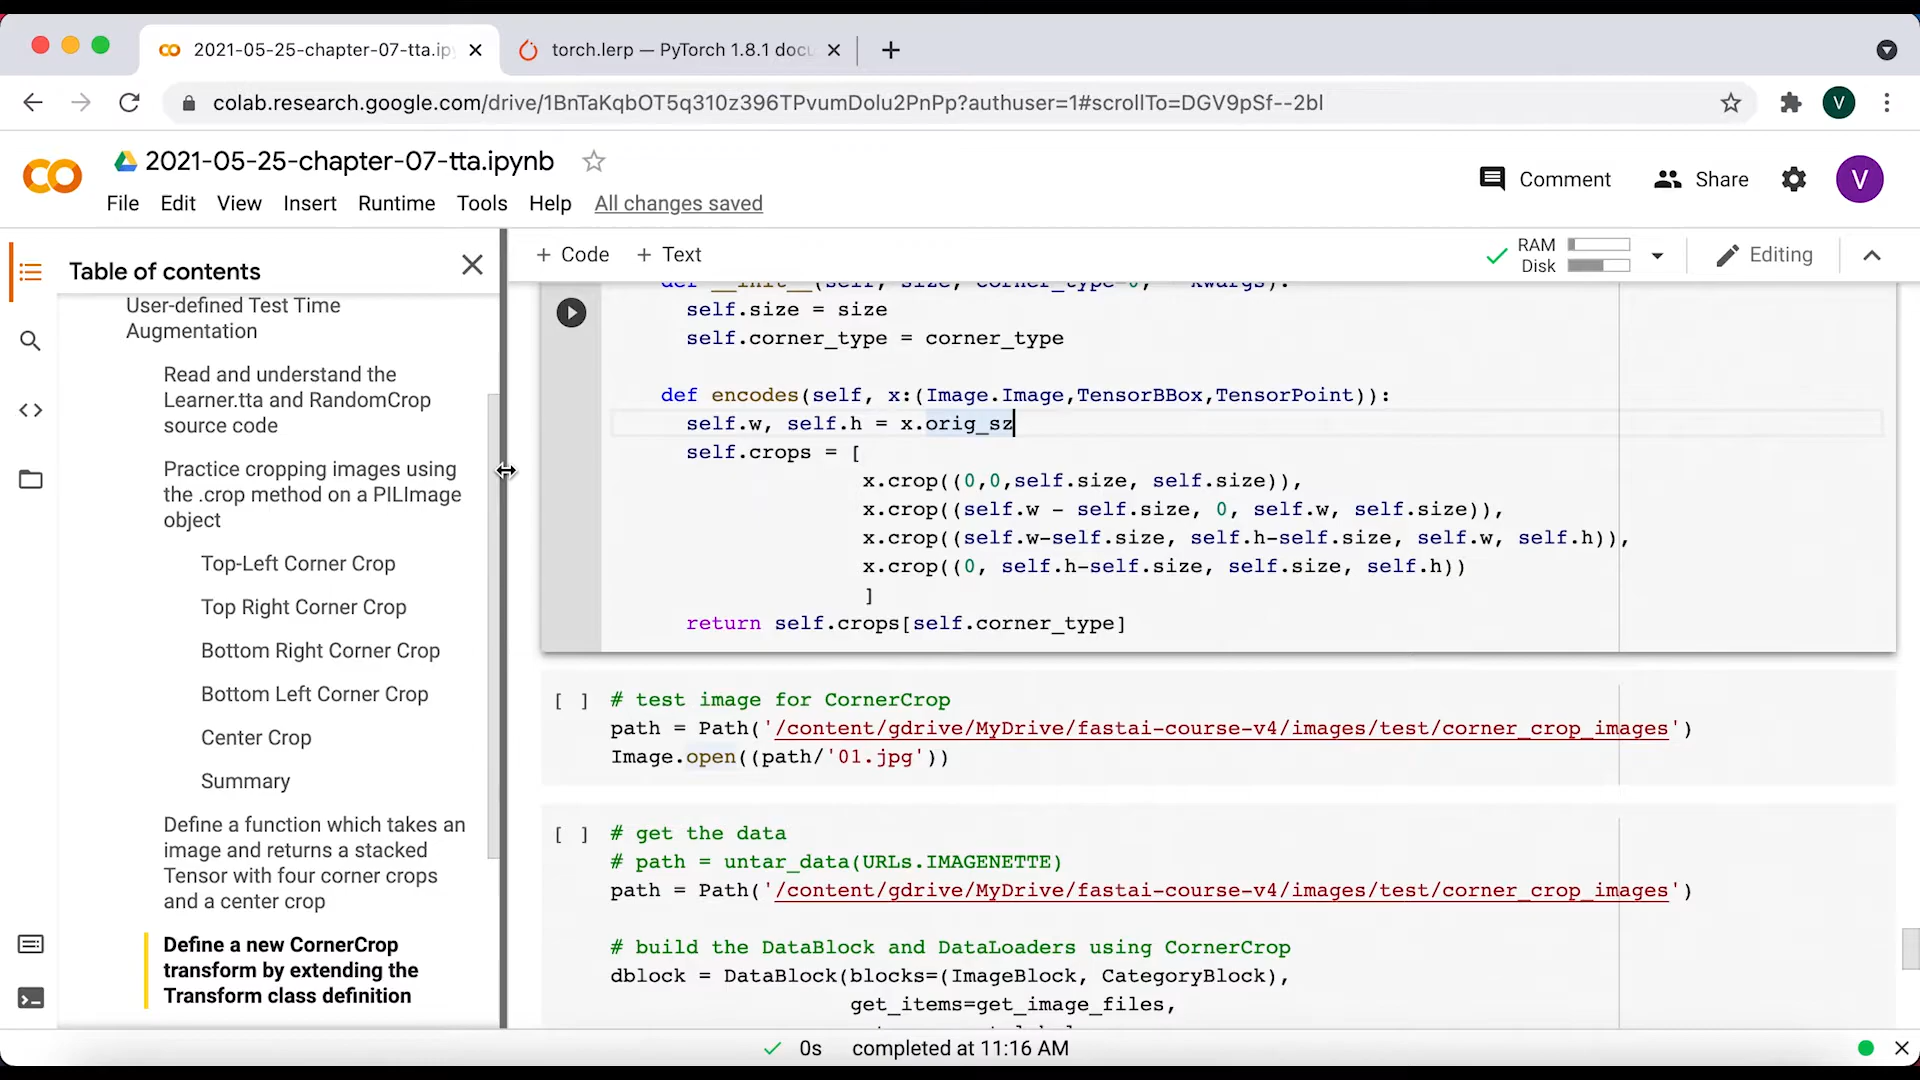 2021-05-25-chapter-07-tta.ip
torch.lerp — PyTorch 1.8.1 doc
colab.research.google.com/drive/1BnTaKqbOT5q310z396TPvumDolu2PnPp?authuser=1#scrollTo=DGV9pSf--2bl
V
2021-05-25-chapter-07-tta.ipynb
Comment
Share
V
File Edit View Insert Runtime Tools Help All changes saved
Table of contents
+ Code + Text
RAM
Disk
Editing
User-defined Test Time
Augmentation
Read and understand the
Learner.tta and RandomCrop
source code
Practice cropping images using
the .crop method on a PILImage
object
Top-Left Corner Crop
Top Right Corner Crop
Bottom Right Corner Crop
Bottom Left Corner Crop
Center Crop
Summary
Define a function which takes an
image and returns a stacked
Tensor with four corner crops
and a center crop
Define a new CornerCrop
transform by extending the
Transform class definition
def __init__(self, size, corner_type=0, **kwargs):
self.size = size
self.corner_type = corner_type
def encodes(self, x:(Image.Image,TensorBBox,TensorPoint)):
self.w, self.h = x.orig_sz
self.crops = [
x.crop((0,0,self.size, self.size)),
x.crop((self.w - self.size, 0, self.w, self.size)),
x.crop((self.w-self.size, self.h-self.size, self.w, self.h)),
x.crop((0, self.h-self.size, self.size, self.h))
]
return self.crops[self.corner_type]
[ ] # test image for CornerCrop
path = Path('/content/gdrive/MyDrive/fastai-course-v4/images/test/corner_crop_images')
Image.open((path/'01.jpg'))
[ ] # get the data
# path = untar_data(URLs.IMAGENETTE)
path = Path('/content/gdrive/MyDrive/fastai-course-v4/images/test/corner_crop_images')
# build the DataBlock and DataLoaders using CornerCrop
dblock = DataBlock(blocks=(ImageBlock, CategoryBlock),
get_items=get_image_files,
0s completed at 11:16 AM